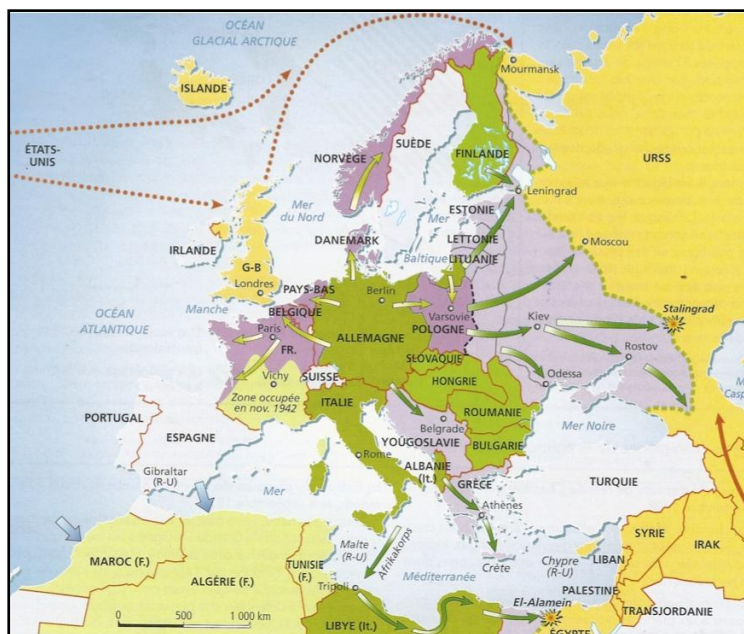 OCÉAN
GLACIAL ARCTIQUE
Mourmansk
ISLANDE
ÉTATS-
UNIS
SUÈDE
NORVÈGE
FINLANDE
URSS
Leningrad
Mer
du Nord
ESTONIE
Mer
IRLANDE
DANEMARK
LETTONIE
Moscou
G-B
Baltique
LITUANIE
Londres
PAYS-BAS
Berlin
Manche
BELGIQUE
Varsovie
Kiev
Stalingrad
OCÉAN
ATLANTIQUE
Paris
ALLEMAGNE
POLOGNE
Rostov
FR.
SLOVAQUIE
Vichy
SUISSE
HONGRIE
Odessa
Zone occupée
en nov. 1942
ITALIE
ROUMANIE
PORTUGAL
Belgrade
Mer Noire
ESPAGNE
YOUGOSLAVIE
BULGARIE
Rome
ALBANIE
(It.)
Gibraltar
(R-U)
GRÈCE
TURQUIE
Mer
Athènes
Malte
(R-U)
Afrikakorps
Chypre
(R-U)
SYRIE
IRAK
LIBAN
MAROC (F.)
ALGÉRIE (F.)
TUNISIE
(F.)
Méditerranée
Crète
PALESTINE
Tripoli
El-Alamein
TRANSJORDANIE
0 500 1 000 km
LIBYE (It.)
ÉGYPTE